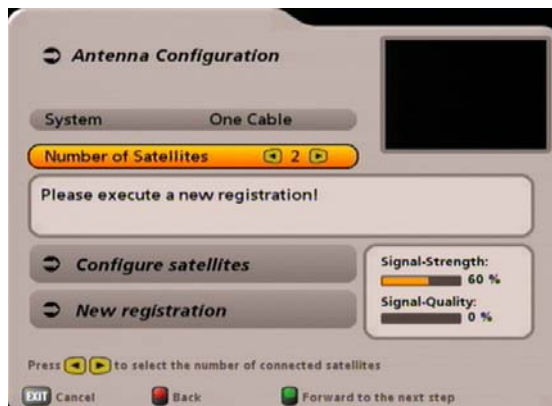 Antenna Configuration
System One Cable
Number of Satellites 2
Please execute a new registration!
Configure satellites
New registration
Signal-Strength:
60 %
Signal-Quality:
0 %
Press to select the number of connected satellites
EXIT Cancel Back Forward to the next step